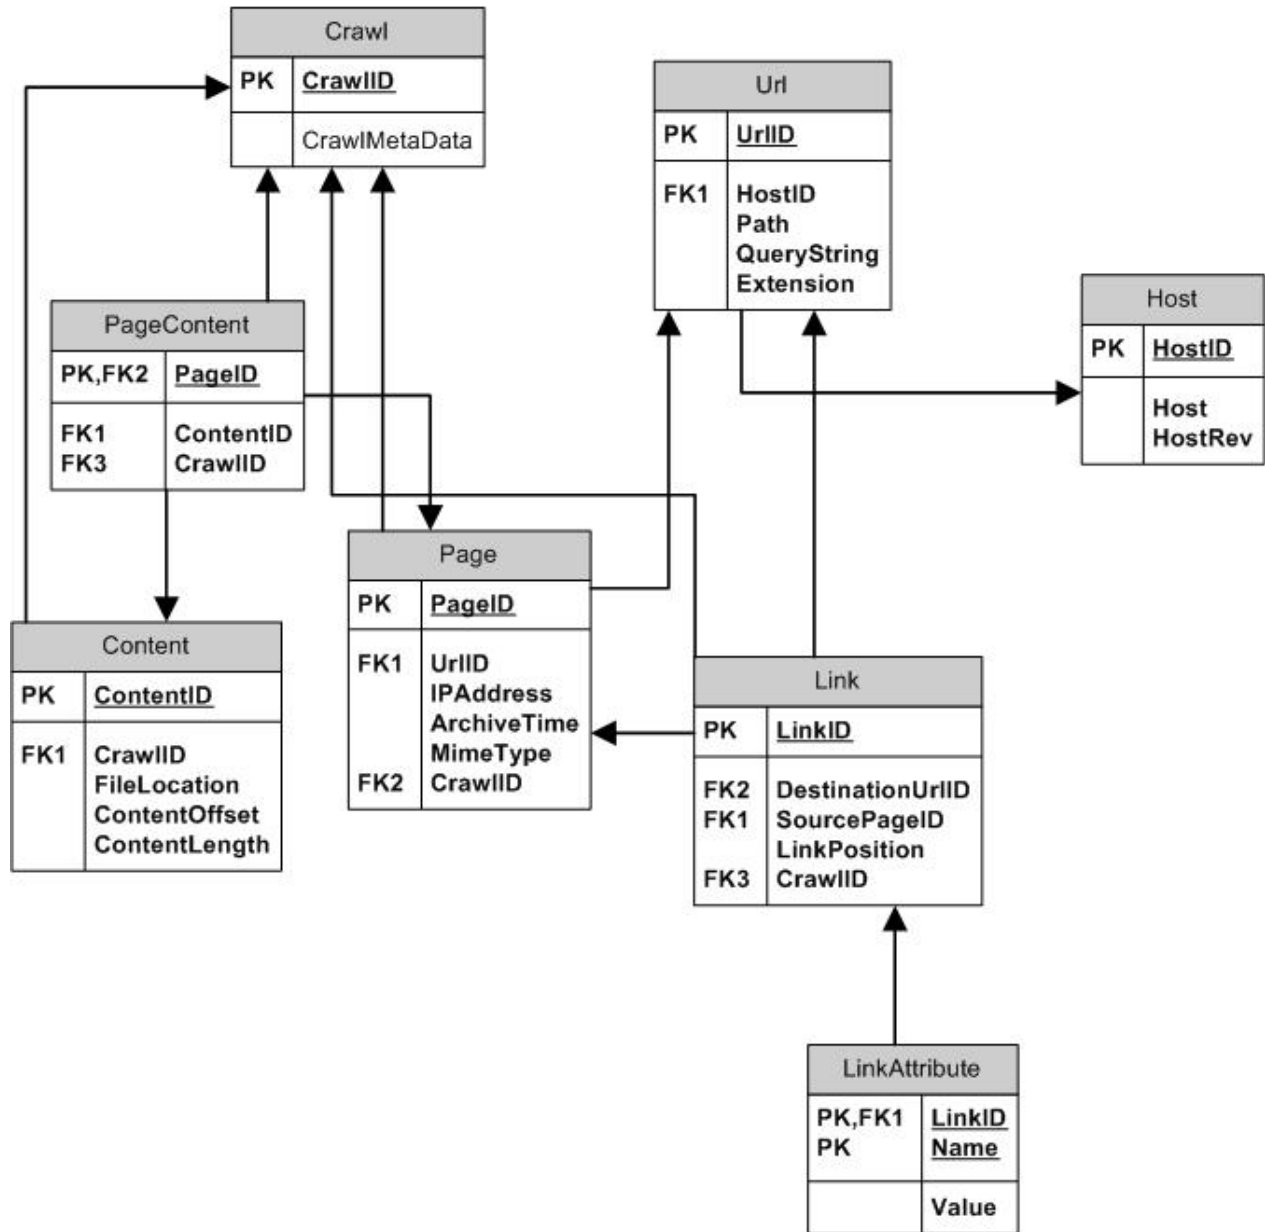 Crawl
PK CrawlID
CrawlMetaData
Url
PK UrlID
FK1 HostID
Path
QueryString
Extension
Host
PK HostID
Host
HostRev
PageContent
PK,FK2 PageID
FK1 ContentID
FK3 CrawlID
Page
PK PageID
FK1 UrlID
IPAddress
ArchiveTime
MimeType
FK2 CrawlID
Content
PK ContentID
FK1 CrawlID
FileLocation
ContentOffset
ContentLength
Link
PK LinkID
FK2 DestinationUrlID
FK1 SourcePageID
LinkPosition
FK3 CrawlID
LinkAttribute
PK,FK1 LinkID
PK Name
Value